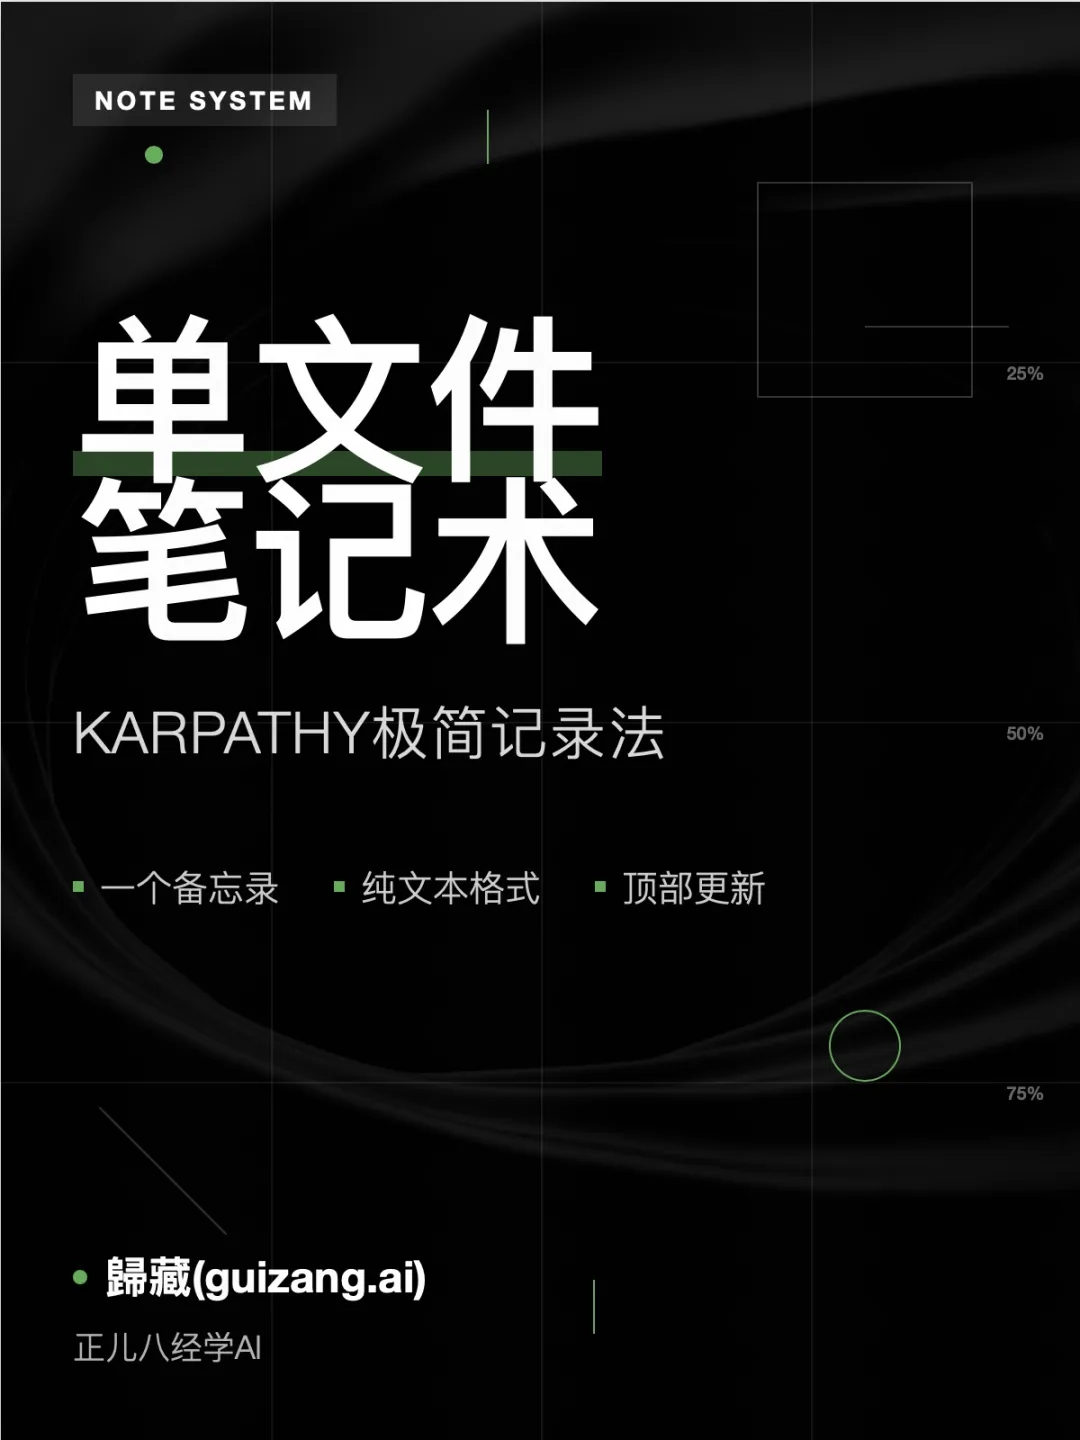 NOTE SYSTEM
单文件
笔记术
25%
KARPATHY极简记录法
50%
一个备忘录 纯文本格式 顶部更新
75%
歸藏(guizang.ai)
正儿八经学AI